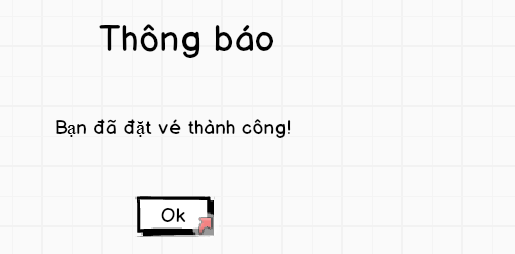 Thông báo
Bạn đã đặt vé thành công!
Ok